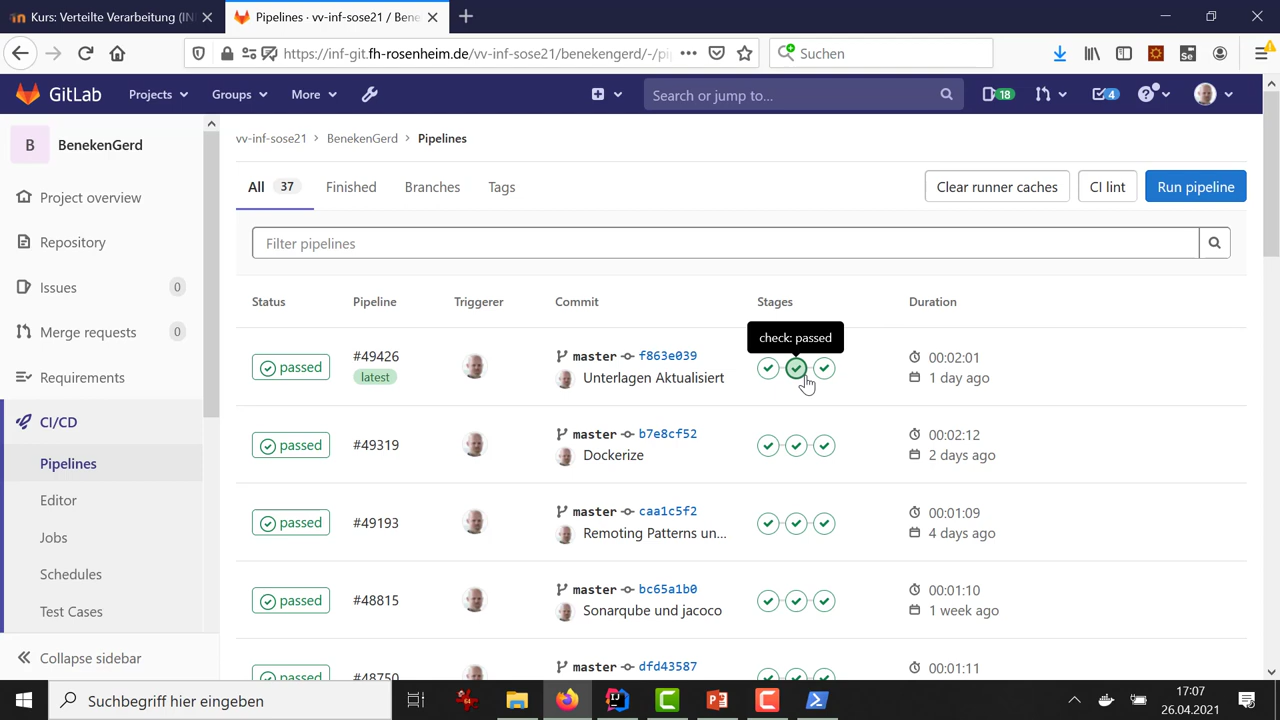 Kurs: Verteilte Verarbeitung (IN
Pipelines · vv-inf-sose21 / Bene
https://inf-git.fh-rosenheim.de/vv-inf-sose21/benekengerd/-/pi
Suchen
GitLab
Projects
Groups
More
Search or jump to...
18
4
B
BenekenGerd
Project overview
Repository
Issues
0
Merge requests
0
Requirements
CI/CD
Pipelines
Editor
Jobs
Schedules
Test Cases
Collapse sidebar
vv-inf-sose21 > BenekenGerd > Pipelines
All 37 Finished Branches Tags
Clear runner caches
CI lint
Run pipeline
Filter pipelines
Status Pipeline Triggerer Commit Stages Duration
check: passed
passed #49426 master f863e039 00:02:01
latest Unterlagen Aktualisiert 1 day ago
passed #49319 master b7e8cf52 00:02:12
Dockerize 2 days ago
passed #49193 master caa1c5f2 00:01:09
Remoting Patterns un... 4 days ago
passed #48815 master bc65a1b0 00:01:10
Sonarqube und jacoco 1 week ago
passed #48750 master dfd43587 00:01:11
Suchbegriff hier eingeben
17:07
26.04.2021